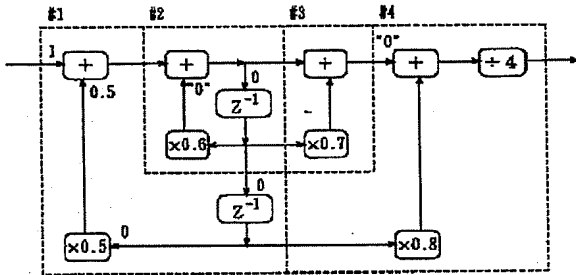 #1 #2 #3 #4
1 "0"
+ + + + ÷4
0.5 "0" 0
Z⁻¹
×0.6 - ×0.7
0
Z⁻¹
0
×0.5 ×0.8